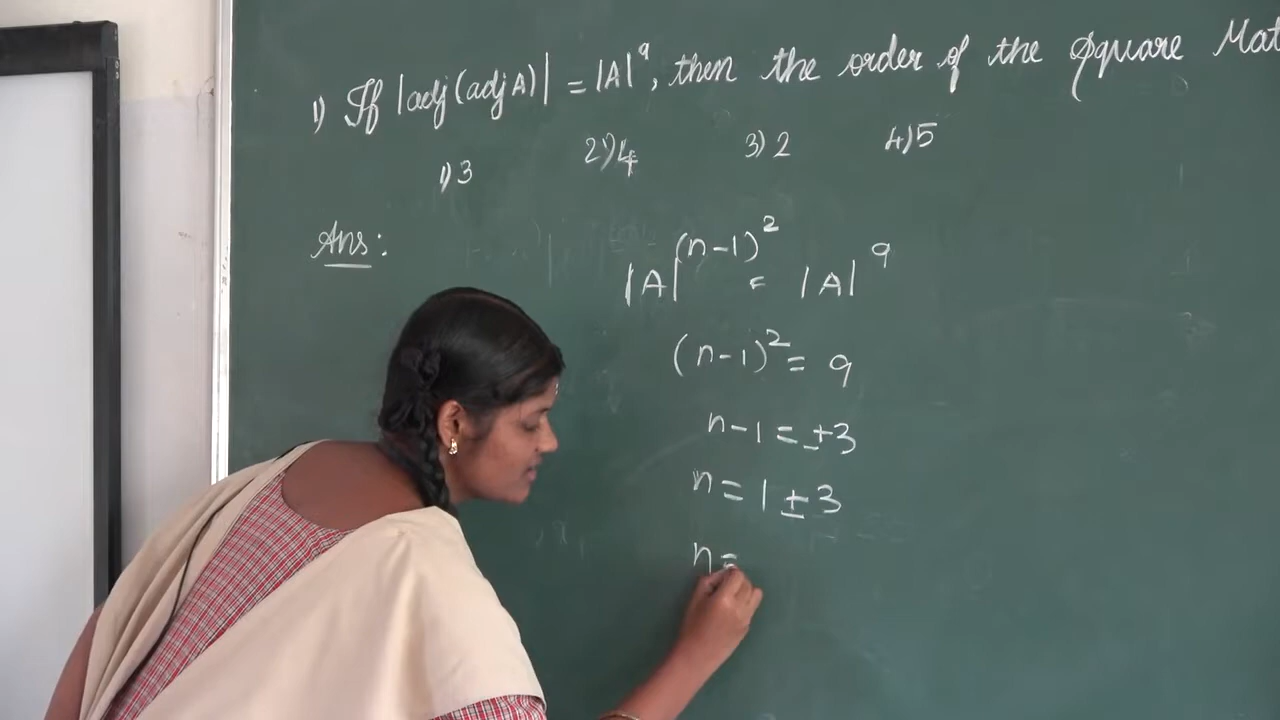 1) If |adj(adj A)| = |A|⁹, then the order of the square Mat
1) 3 2) 4 3) 2 4) 5
Ans:
|A|^(n-1)² = |A|⁹
(n-1)² = 9
n-1 = ±3
n = 1 ± 3
n =